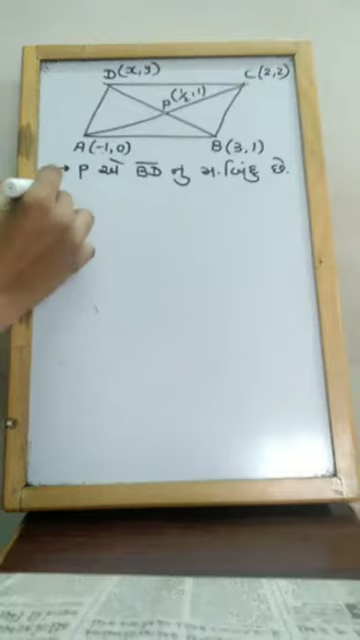 D(x,y) C(2,2)
P(½,1)
A(-1,0) B(3,1)
→ P એ BD નું મ.બિંદુ છે.